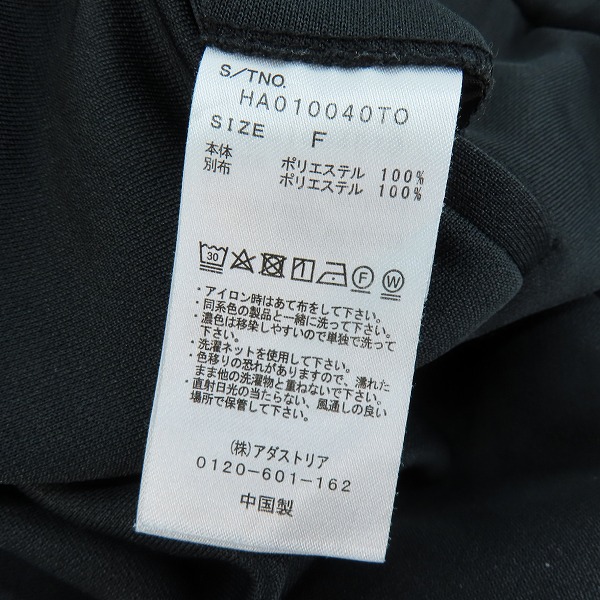 S/TNO.
HA010040TO
SIZE F
本体 ポリエステル 100%
別布 ポリエステル 100%
30 F W
・アイロン時はあて布をして下さい。
・同系色の製品と一緒に洗って下さい。
・濃色は移染しやすいので単独で洗って
下さい。
・洗濯ネットを使用して下さい。
・色移りの恐れがありますので、濡れた
まま他の洗濯物と重ねないで下さい。
・直射日光の当たらない、風通しの良い
場所で保管して下さい。
(株)アダストリア
0120-601-162
中国製